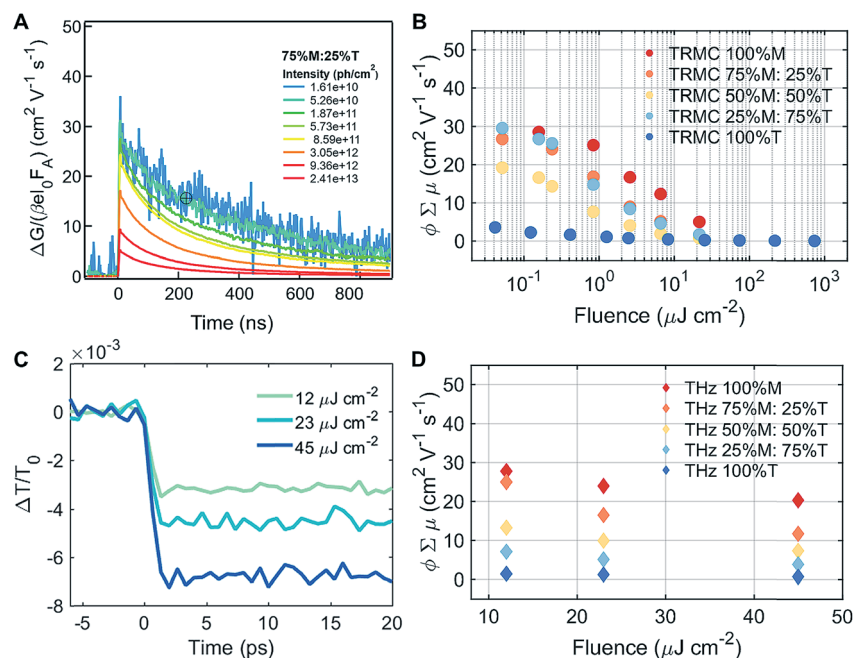 A
75%M:25%T
Intensity (ph/cm²)
1.61e+10
5.26e+10
1.87e+11
5.73e+11
8.59e+11
3.05e+12
9.36e+12
2.41e+13
50
40
30
20
10
0
ΔG/(βeI₀F_A) (cm² V⁻¹ s⁻¹)
0 200 400 600 800
Time (ns)
B
TRMC 100%M
TRMC 75%M: 25%T
TRMC 50%M: 50%T
TRMC 25%M: 75%T
TRMC 100%T
50
40
30
20
10
0
ϕ Σ μ (cm² V⁻¹ s⁻¹)
10⁻¹ 10⁰ 10¹ 10² 10³
Fluence (μJ cm⁻²)
C
×10⁻³
12 μJ cm⁻²
23 μJ cm⁻²
45 μJ cm⁻²
2
0
-2
-4
-6
-8
ΔT/T₀
-5 0 5 10 15 20
Time (ps)
D
THz 100%M
THz 75%M: 25%T
THz 50%M: 50%T
THz 25%M: 75%T
THz 100%T
50
40
30
20
10
0
ϕ Σ μ (cm² V⁻¹ s⁻¹)
10 20 30 40 50
Fluence (μJ cm⁻²)